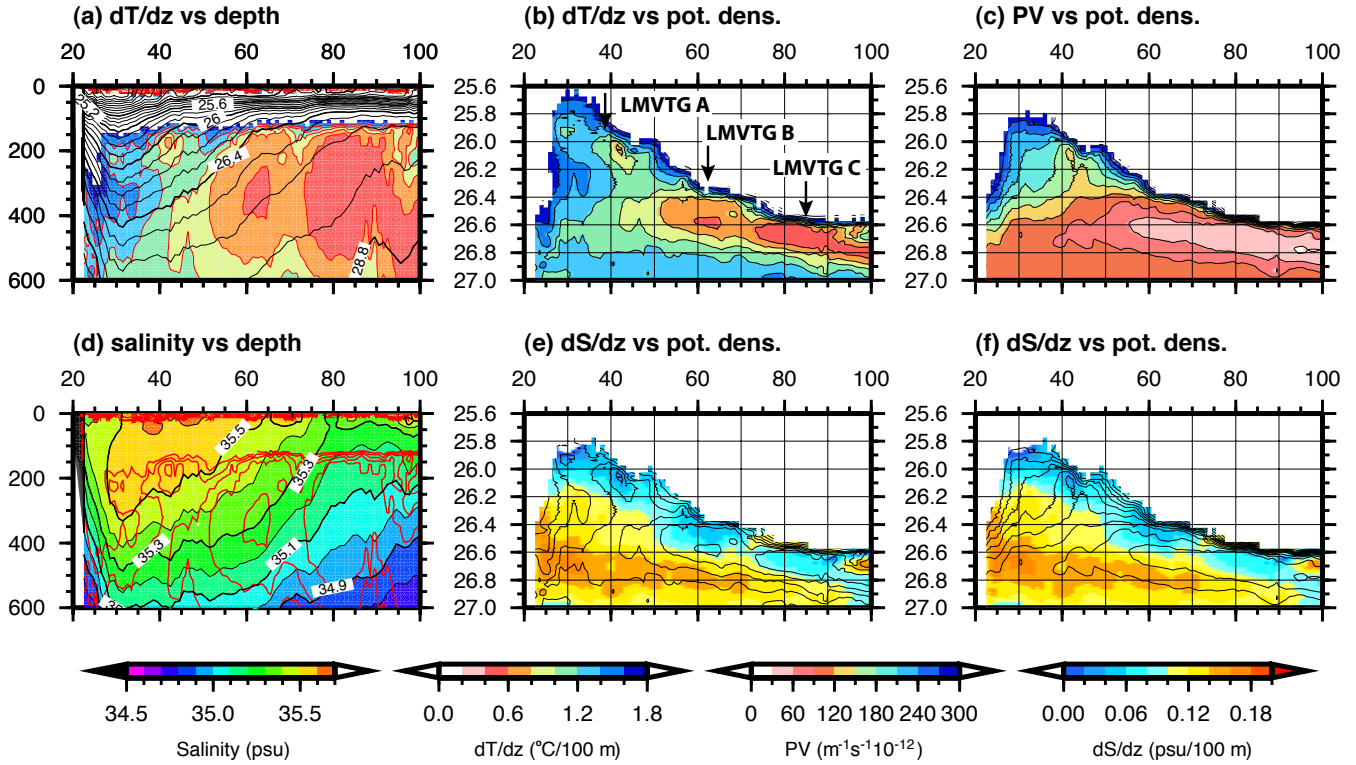 (a) dT/dz vs depth
(b) dT/dz vs pot. dens.
(c) PV vs pot. dens.
20 40 60 80 100
20 40 60 80 100
20 40 60 80 100
0
200
400
600
25.6
26
26.4
28.8
25.6
26.0
26.2
26.4
26.6
26.8
27.0
LMVTG A
LMVTG B
LMVTG C
25.6
25.8
26.0
26.2
26.4
26.6
26.8
27.0
(d) salinity vs depth
(e) dS/dz vs pot. dens.
(f) dS/dz vs pot. dens.
20 40 60 80 100
20 40 60 80 100
20 40 60 80 100
0
200
400
600
35.5
35.3
35.3
35.1
34.9
25.6
25.8
26.0
26.2
26.4
26.6
26.8
27.0
25.6
25.8
26.0
26.2
26.4
26.6
26.8
27.0
34.5 35.0 35.5
Salinity (psu)
0.0 0.6 1.2 1.8
dT/dz (°C/100 m)
0 60 120 180 240 300
PV (m⁻¹s⁻¹10⁻¹²)
0.00 0.06 0.12 0.18
dS/dz (psu/100 m)